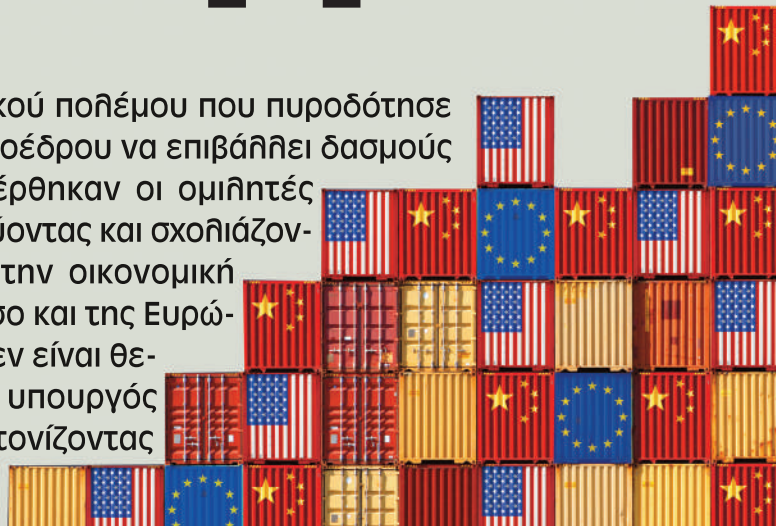 κού πολέμου που πυροδότησε
οέδρου να επιβάλλει δασμούς
έρθηκαν οι ομιλητές
ύοντας και σχολιάζον-
την οικονομική
σο και της Ευρώ-
εν είναι θε-
υπουργός
τονίζοντας